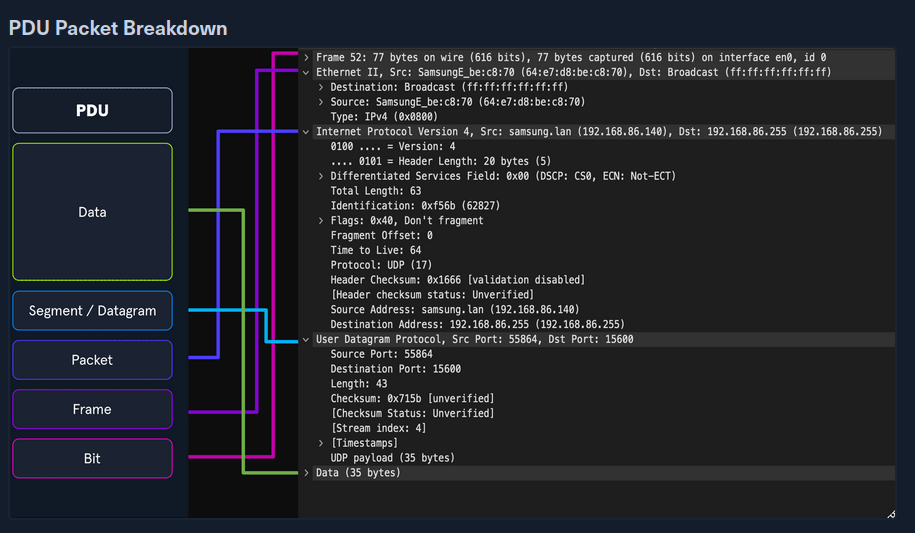 PDU Packet Breakdown
PDU
Data
Segment / Datagram
Packet
Frame
Bit
Frame 52: 77 bytes on wire (616 bits), 77 bytes captured (616 bits) on interface en0, id 0
Ethernet II, Src: SamsungE_be:c8:70 (64:e7:d8:be:c8:70), Dst: Broadcast (ff:ff:ff:ff:ff:ff)
Destination: Broadcast (ff:ff:ff:ff:ff:ff)
Source: SamsungE_be:c8:70 (64:e7:d8:be:c8:70)
Type: IPv4 (0x0800)
Internet Protocol Version 4, Src: samsung.lan (192.168.86.140), Dst: 192.168.86.255 (192.168.86.255)
0100 .... = Version: 4
.... 0101 = Header Length: 20 bytes (5)
Differentiated Services Field: 0x00 (DSCP: CS0, ECN: Not-ECT)
Total Length: 63
Identification: 0xf56b (62827)
Flags: 0x40, Don't fragment
Fragment Offset: 0
Time to Live: 64
Protocol: UDP (17)
Header Checksum: 0x1666 [validation disabled]
[Header checksum status: Unverified]
Source Address: samsung.lan (192.168.86.140)
Destination Address: 192.168.86.255 (192.168.86.255)
User Datagram Protocol, Src Port: 55864, Dst Port: 15600
Source Port: 55864
Destination Port: 15600
Length: 43
Checksum: 0x715b [unverified]
[Checksum Status: Unverified]
[Stream index: 4]
[Timestamps]
UDP payload (35 bytes)
Data (35 bytes)